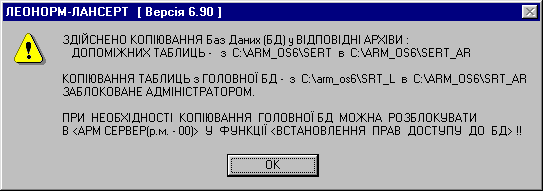 ЛЕОНОРМ-ЛАНСЕРТ [ Версія 6.90 ]
ЗДІЙСНЕНО КОПІЮВАННЯ Баз Даних (БД) у ВІДПОВІДНІ АРХІВИ :
ДОПОМІЖНИХ ТАБЛИЦЬ - з C:\ARM_OS6\SERT в C:\ARM_OS6\SERT_AR
КОПІЮВАННЯ ТАБЛИЦЬ з ГОЛОВНОЇ БД - з C:\arm_os6\SRT_L в C:\ARM_OS6\SRT_AR
ЗАБЛОКОВАНЕ АДМІНІСТРАТОРОМ.
ПРИ НЕОБХІДНОСТІ КОПІЮВАННЯ ГОЛОВНОЇ БД МОЖНА РОЗБЛОКУВАТИ
В <АРМ СЕРВЕР(р.м. - 00)> У ФУНКЦІЇ <ВСТАНОВЛЕННЯ ПРАВ ДОСТУПУ ДО БД> !!
OK